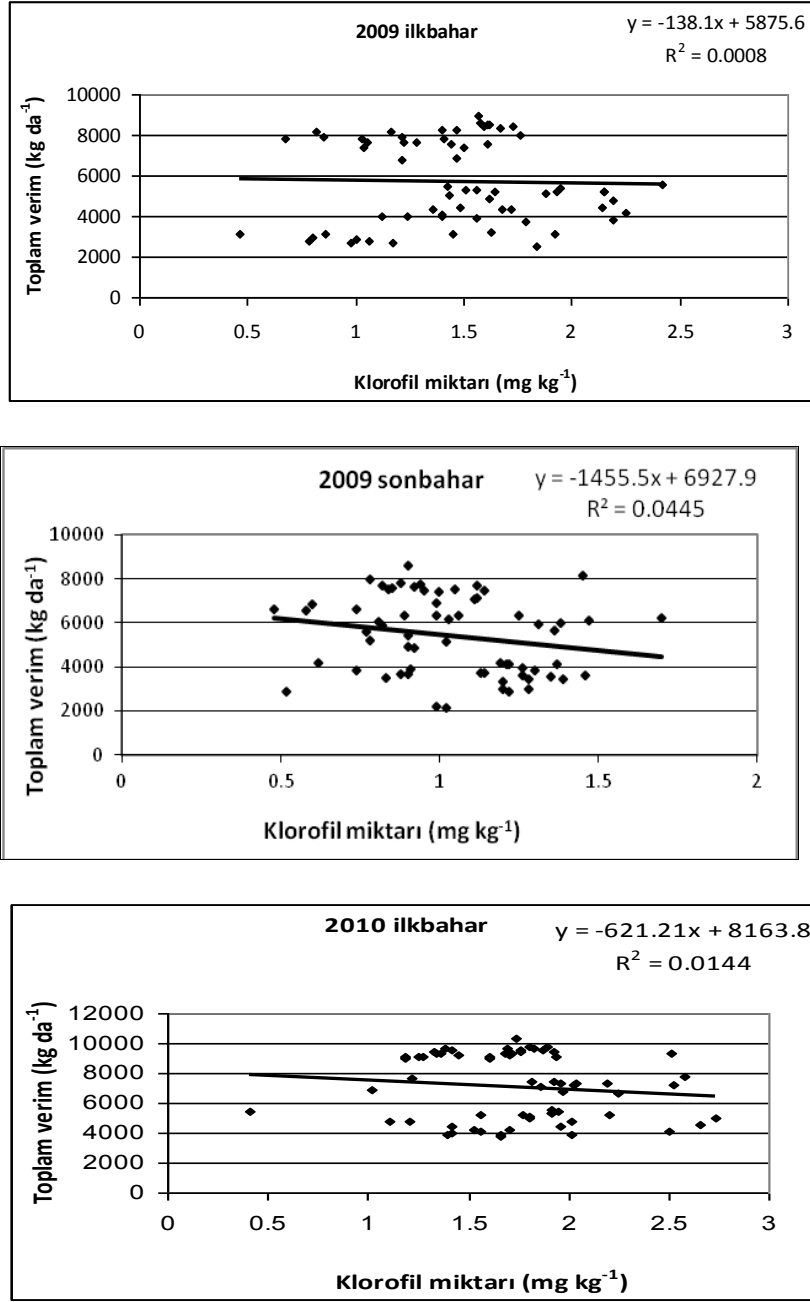 2009 ilkbahar
y = -138.1x + 5875.6
R² = 0.0008
Toplam verim (kg da⁻¹)
10000
8000
6000
4000
2000
0
0 0.5 1 1.5 2 2.5 3
Klorofil miktarı (mg kg⁻¹)
2009 sonbahar
y = -1455.5x + 6927.9
R² = 0.0445
Toplam verim (kg da⁻¹)
10000
8000
6000
4000
2000
0
0 0.5 1 1.5 2
Klorofil miktarı (mg kg⁻¹)
2010 ilkbahar
y = -621.21x + 8163.8
R² = 0.0144
Toplam verim (kg da⁻¹)
12000
10000
8000
6000
4000
2000
0
0 0.5 1 1.5 2 2.5 3
Klorofil miktarı (mg kg⁻¹)